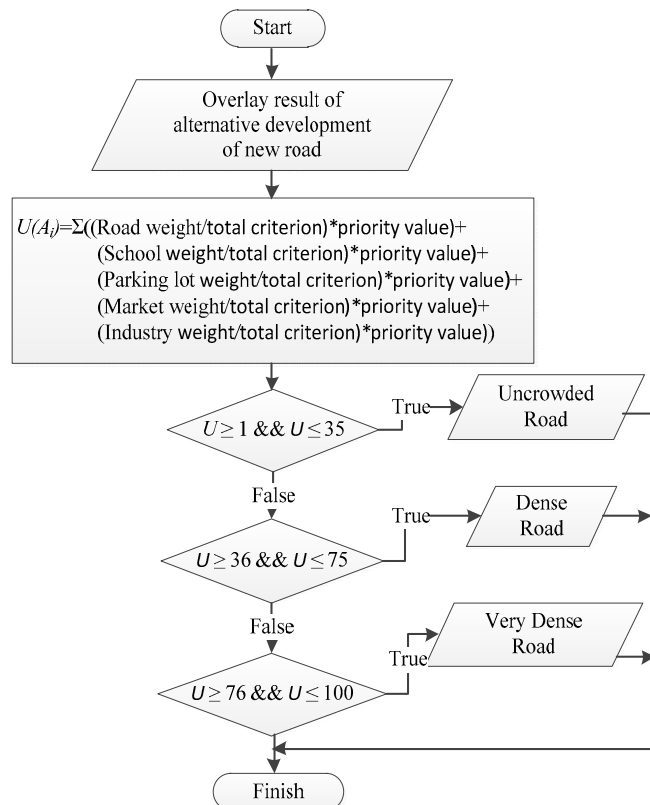 Start
Overlay result of
alternative development
of new road
U(Aᵢ)=Σ((Road weight/total criterion)*priority value)+
(School weight/total criterion)*priority value)+
(Parking lot weight/total criterion)*priority value)+
(Market weight/total criterion)*priority value)+
(Industry weight/total criterion)*priority value))
U ≥ 1 && U ≤ 35
True
Uncrowded
Road
False
U ≥ 36 && U ≤ 75
True
Dense
Road
False
U ≥ 76 && U ≤ 100
True
Very Dense
Road
Finish